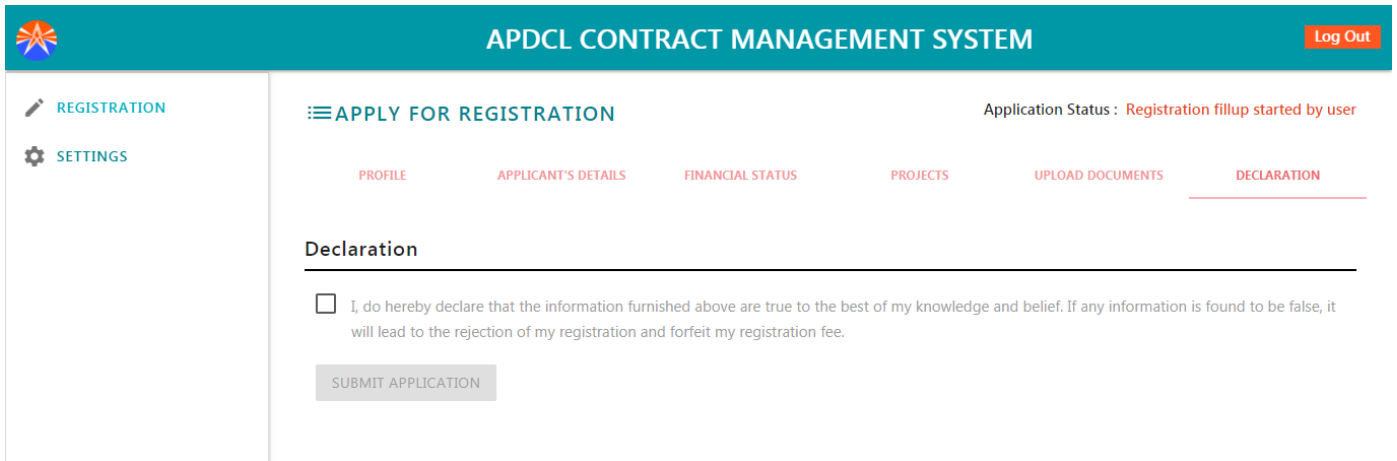 APDCL CONTRACT MANAGEMENT SYSTEM
Log Out
REGISTRATION
SETTINGS
APPLY FOR REGISTRATION
Application Status : Registration fillup started by user
PROFILE APPLICANT'S DETAILS FINANCIAL STATUS PROJECTS UPLOAD DOCUMENTS DECLARATION
Declaration
I, do hereby declare that the information furnished above are true to the best of my knowledge and belief. If any information is found to be false, it
will lead to the rejection of my registration and forfeit my registration fee.
SUBMIT APPLICATION